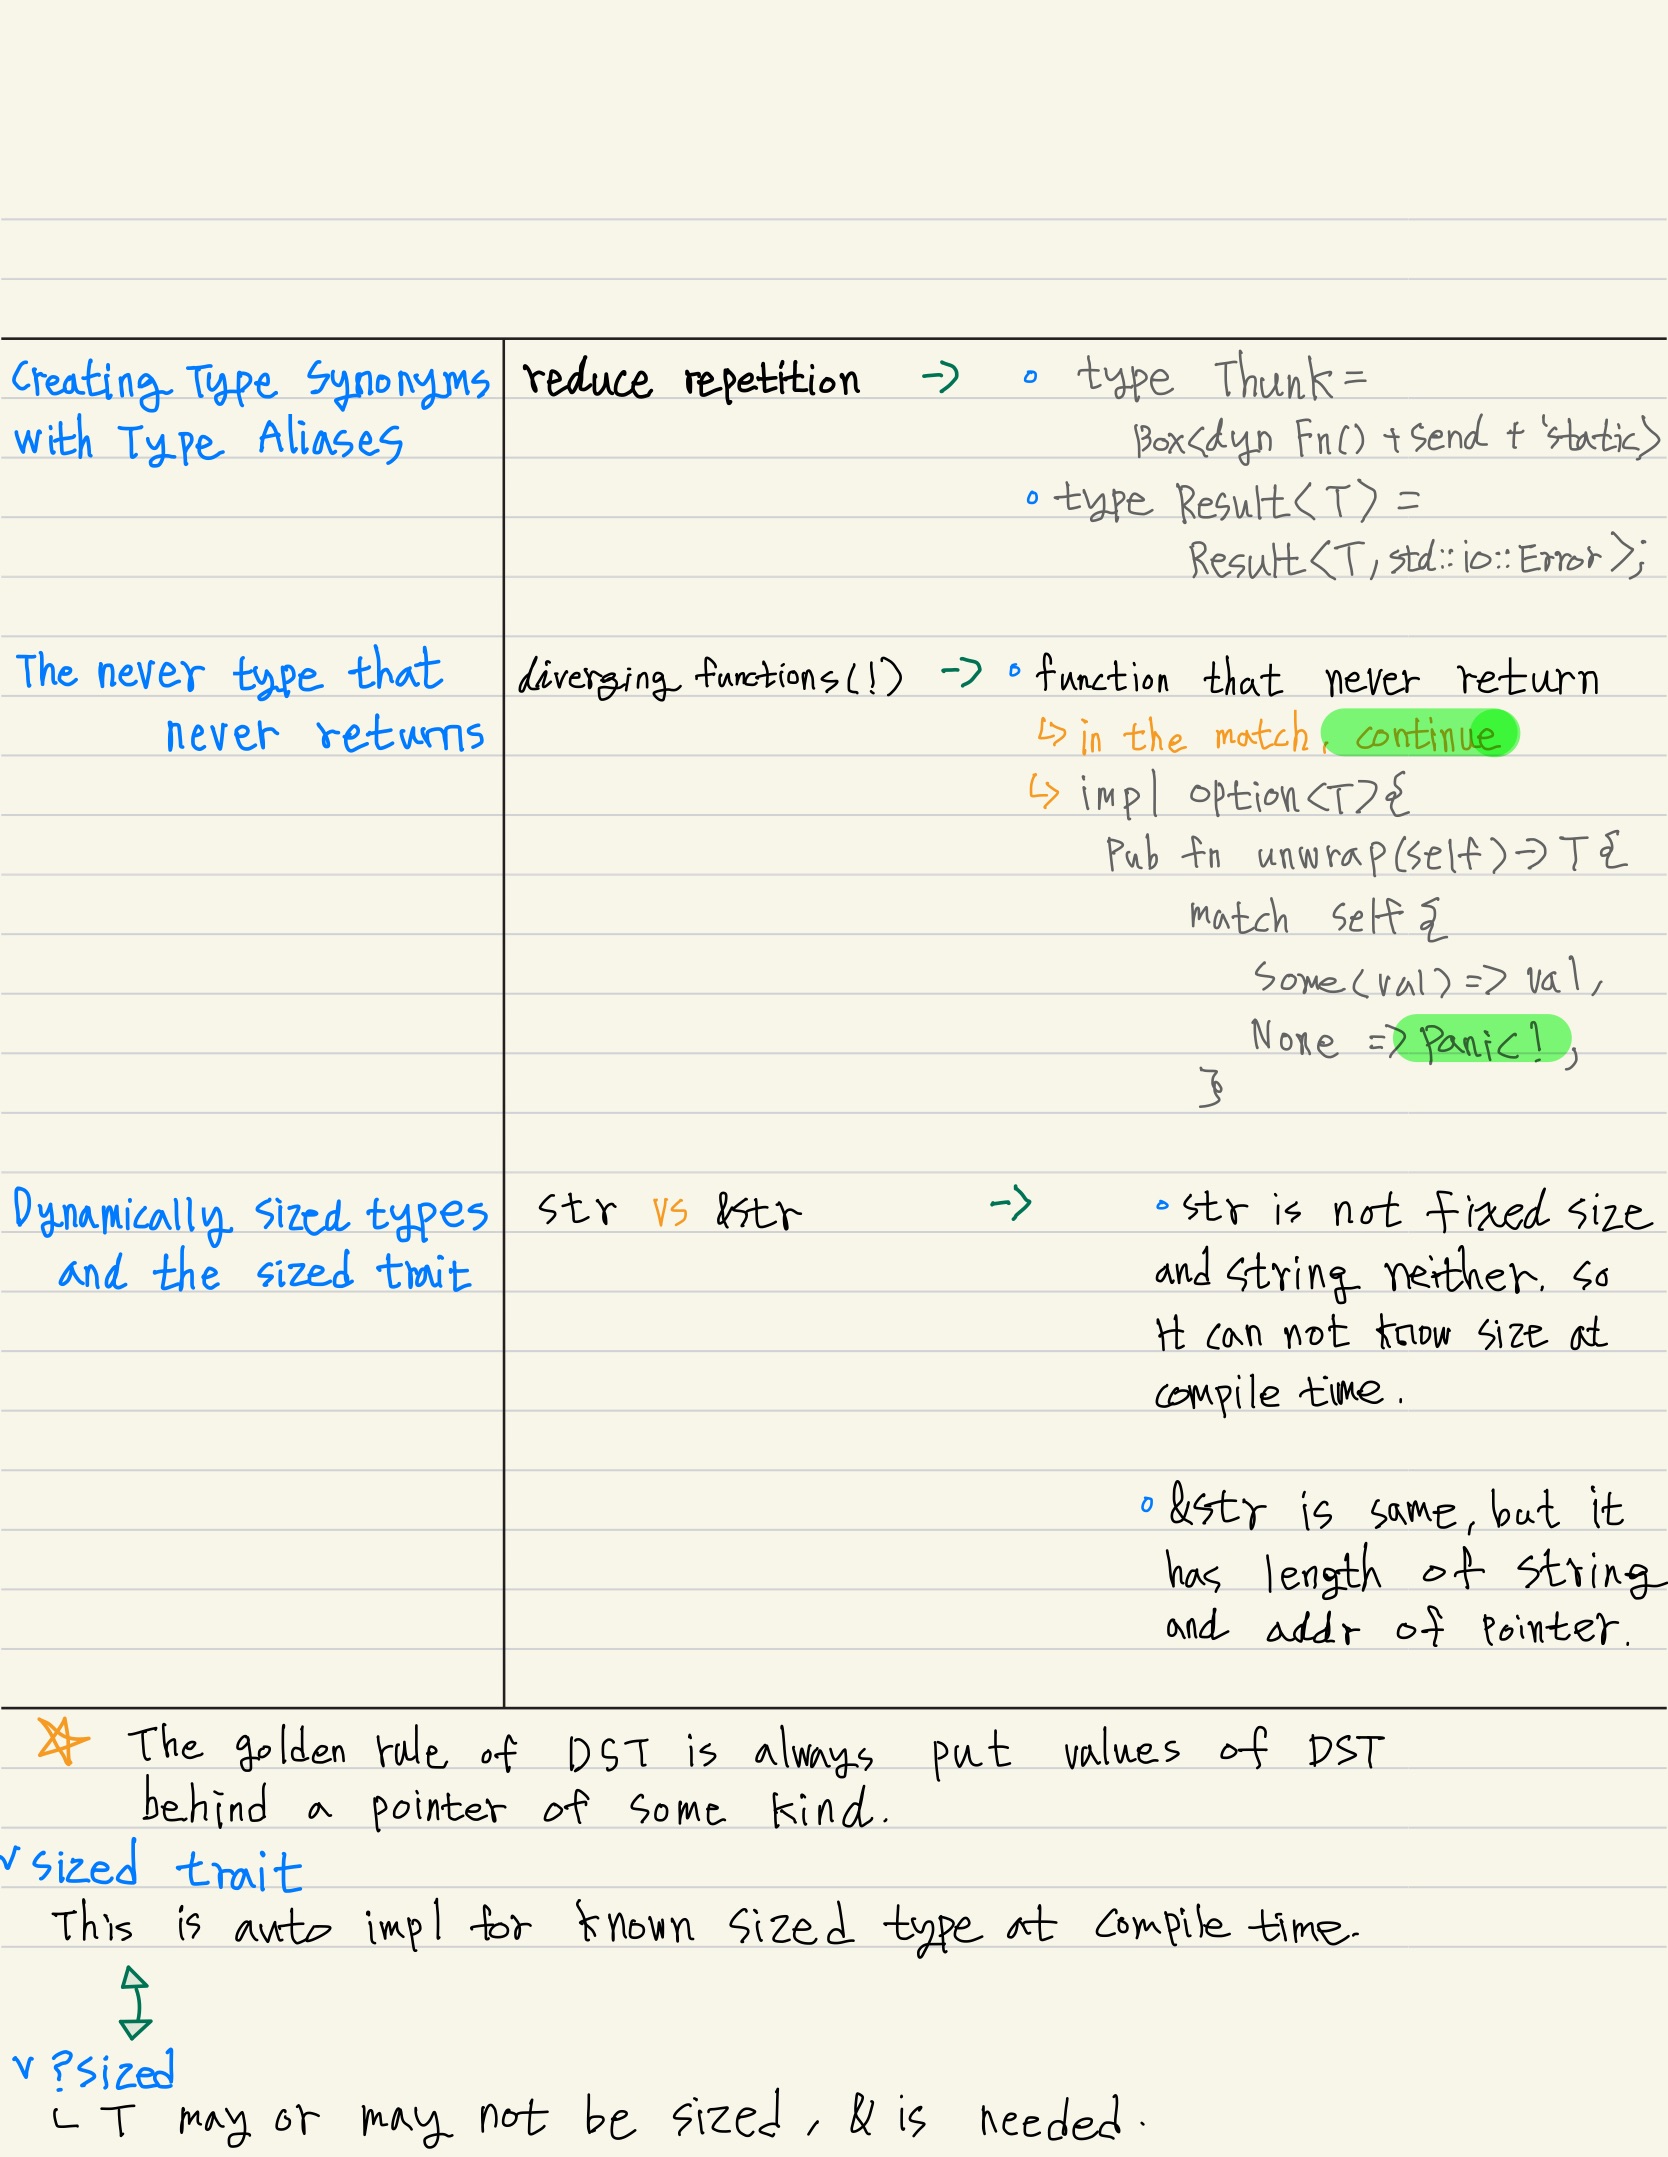 Creating Type Synonyms
with Type Aliases
reduce repetition -> ◦ type Thunk =
Box<dyn Fn() + send + 'static>
◦ type Result<T> =
Result<T, std::io::Error>;
The never type that
never returns
diverging functions(!) -> ◦ function that never return
↳ in the match, continue
↳ impl option<T>{
Pub fn unwrap(self) -> T {
match self {
some(val) => val,
None => Panic!,
}
Dynamically sized types
and the sized trait
str vs &str -> ◦ str is not fixed size
and string neither. so
it can not know size at
compile time.
◦ &str is same, but it
has length of string
and addr of pointer.
☆ The golden rule of DST is always put values of DST
behind a pointer of some kind.
v sized trait
This is auto impl for known sized type at compile time.
v ?sized
ㄴ T may or may not be sized, & is needed.